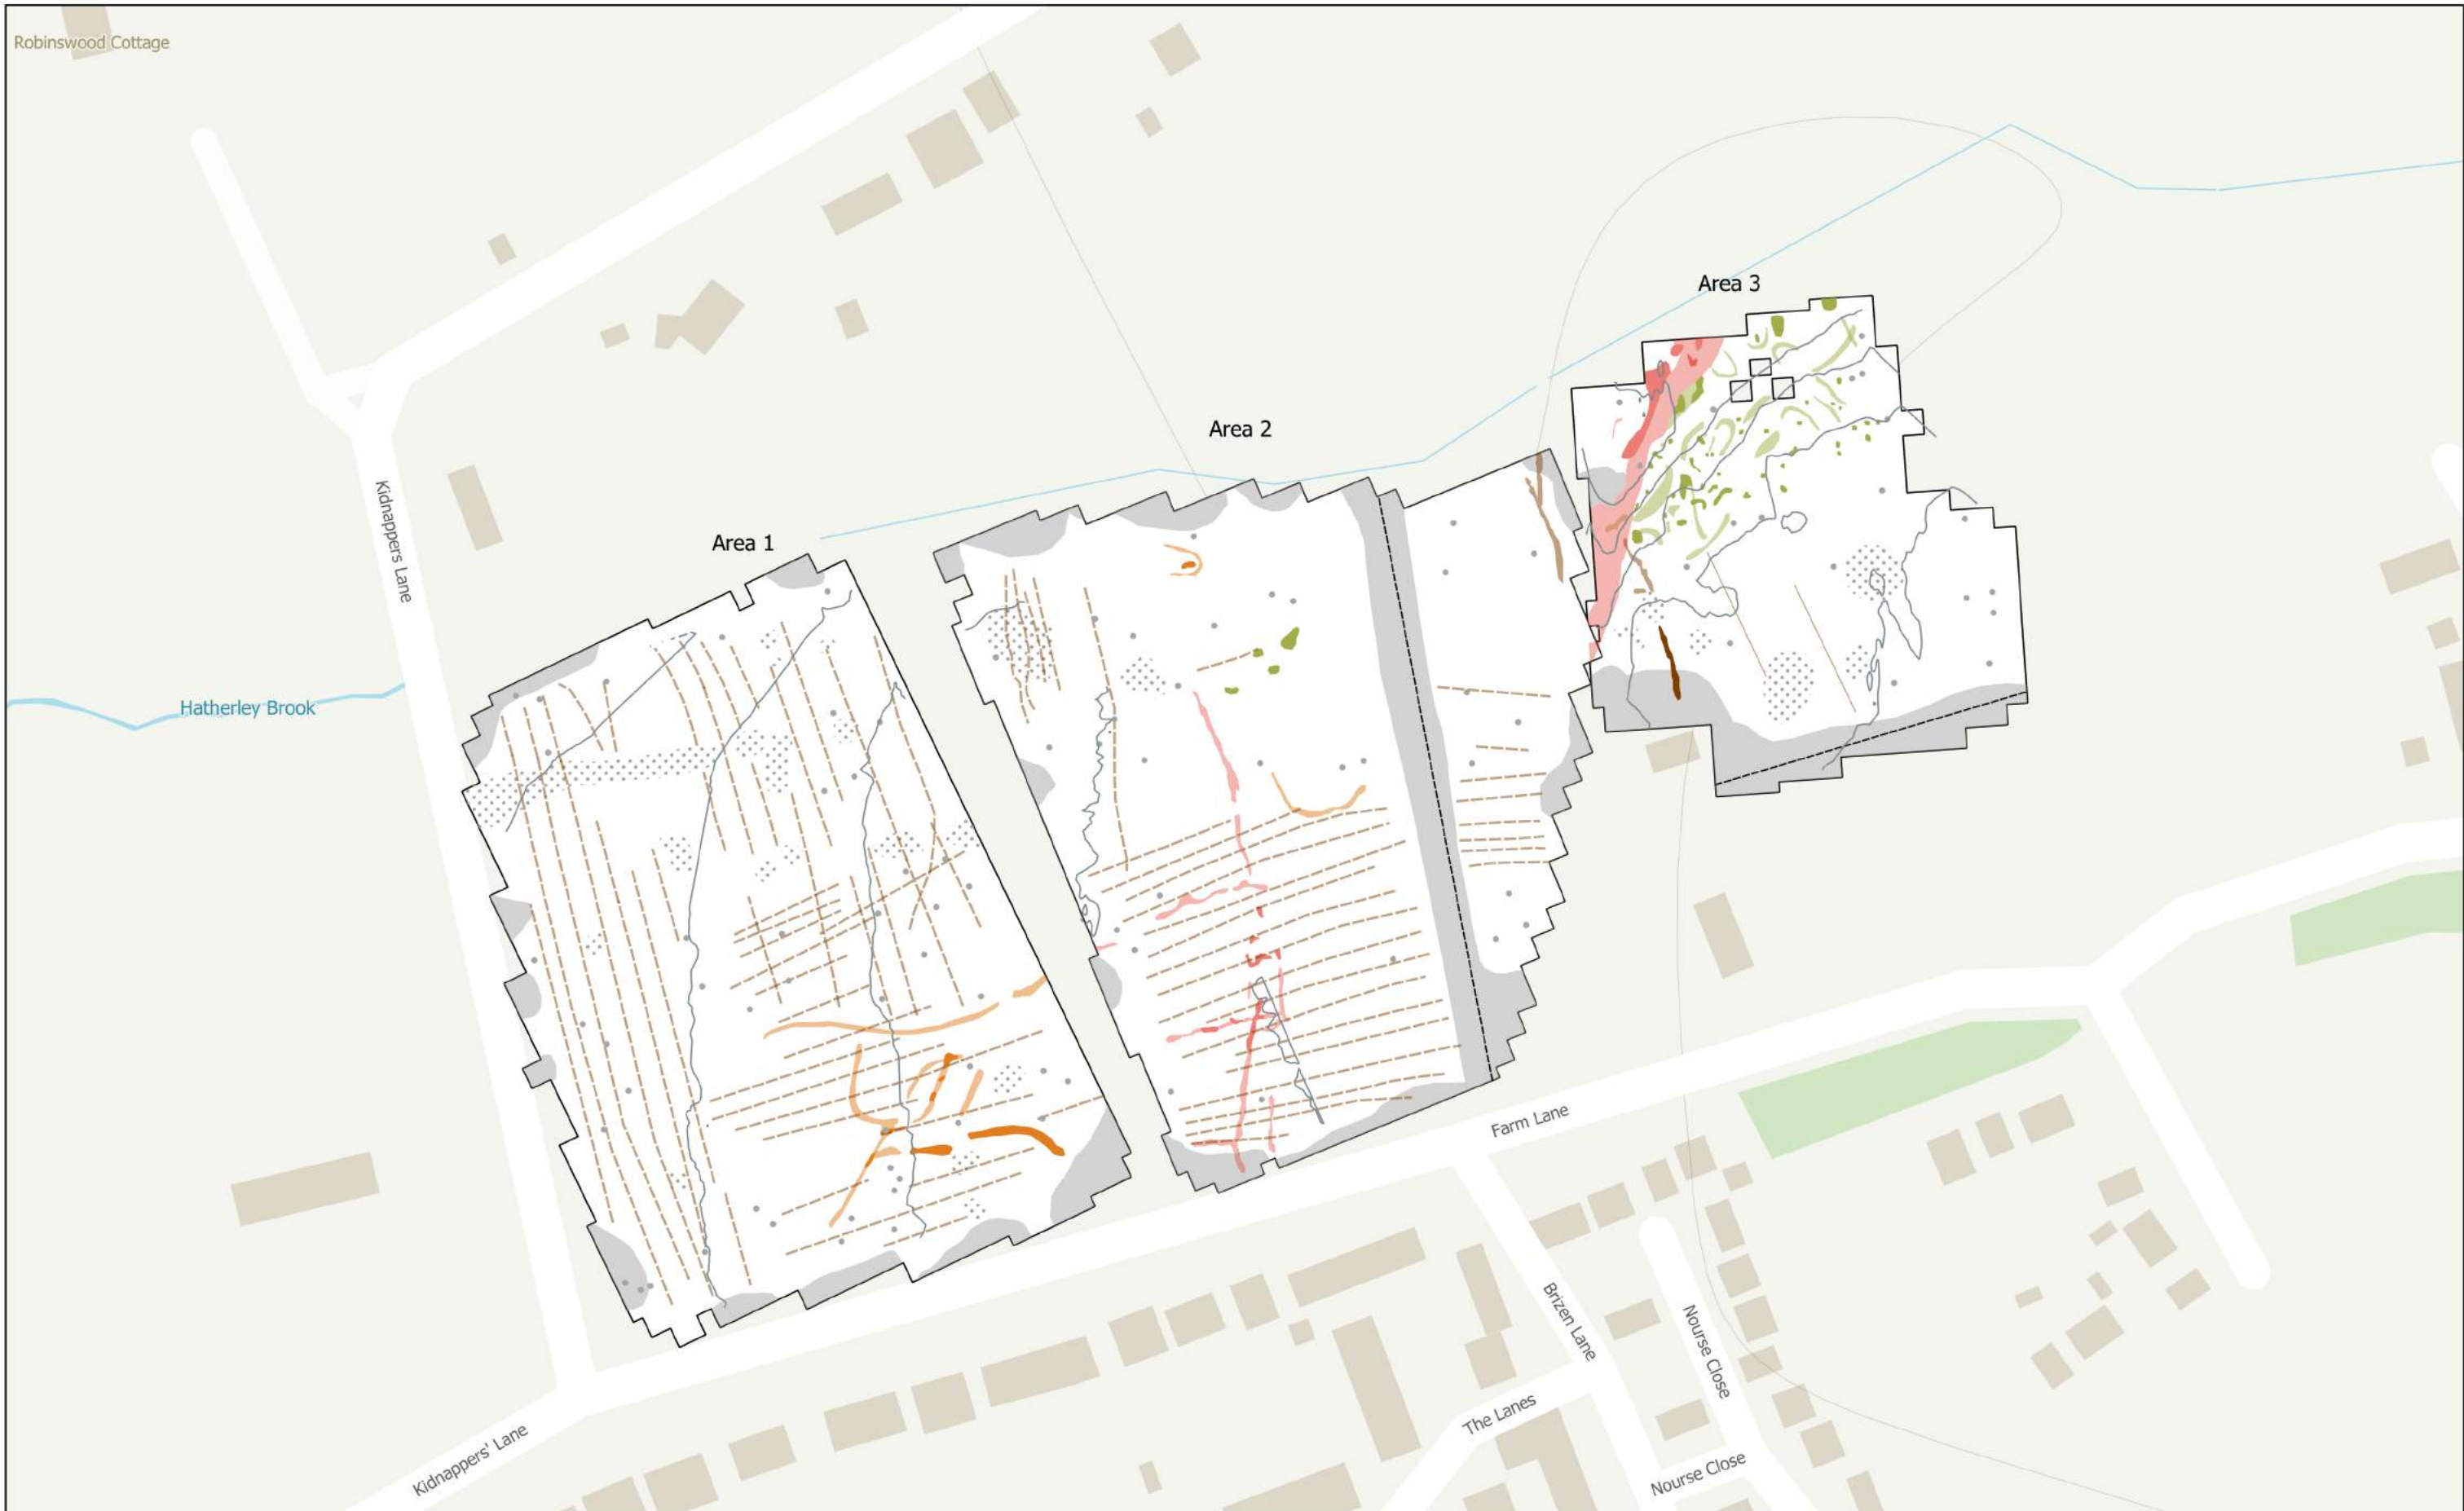 Robinswood Cottage
Area 3
Area 2
Kidnappers Lane
Area 1
Hatherley Brook
Farm Lane
Brizen Lane
Nourse Close
The Lanes
Kidnappers' Lane
Nourse Close